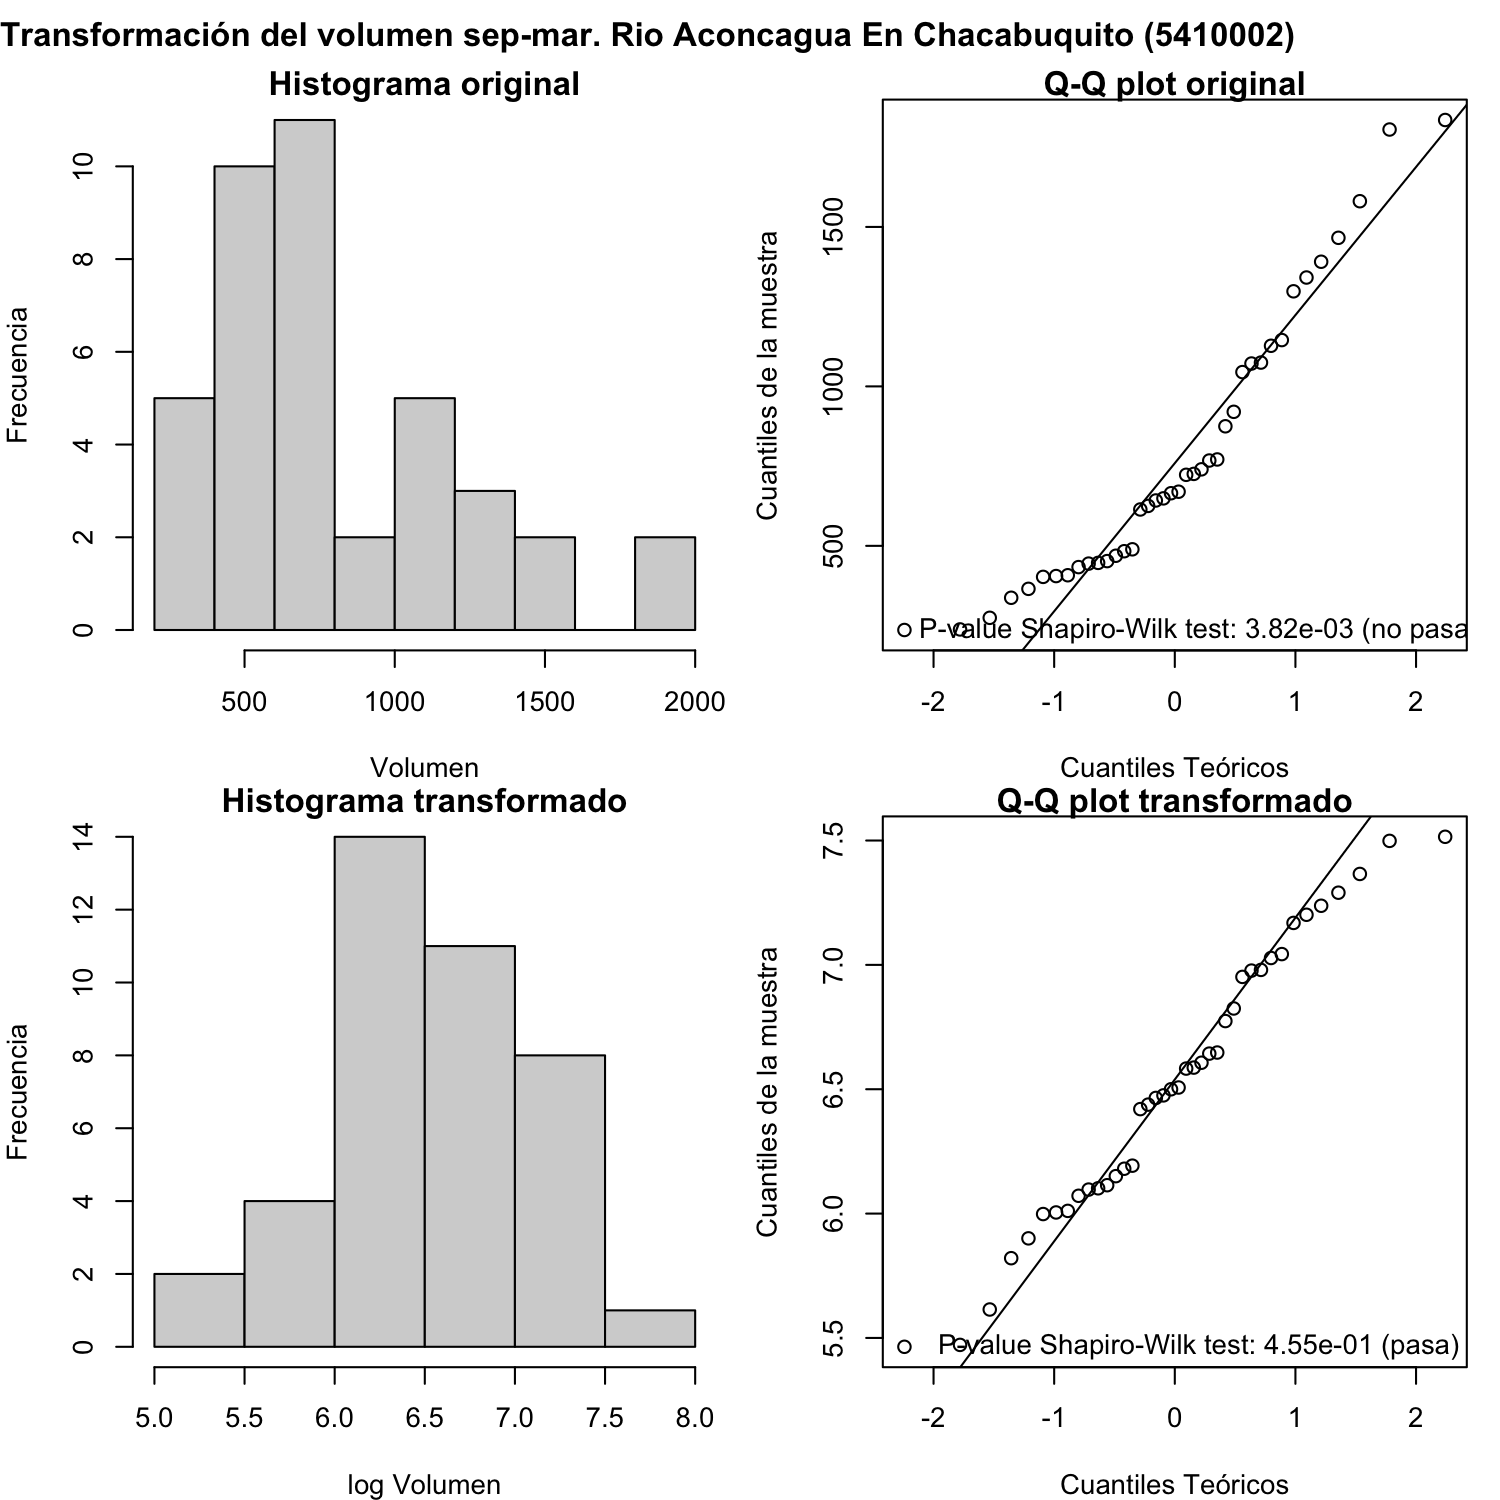 Transformación del volumen sep-mar. Rio Aconcagua En Chacabuquito (5410002)
Histograma original
Frecuencia
10
8
6
4
2
0
500 1000 1500 2000
Volumen
Q-Q plot original
Cuantiles de la muestra
1500
1000
500
P-value Shapiro-Wilk test: 3.82e-03 (no pasa
-2 -1 0 1 2
Cuantiles Teóricos
Histograma transformado
Frecuencia
14
12
10
8
6
4
2
0
5.0 5.5 6.0 6.5 7.0 7.5 8.0
log Volumen
Q-Q plot transformado
Cuantiles de la muestra
7.5
7.0
6.5
6.0
5.5
P-value Shapiro-Wilk test: 4.55e-01 (pasa)
-2 -1 0 1 2
Cuantiles Teóricos